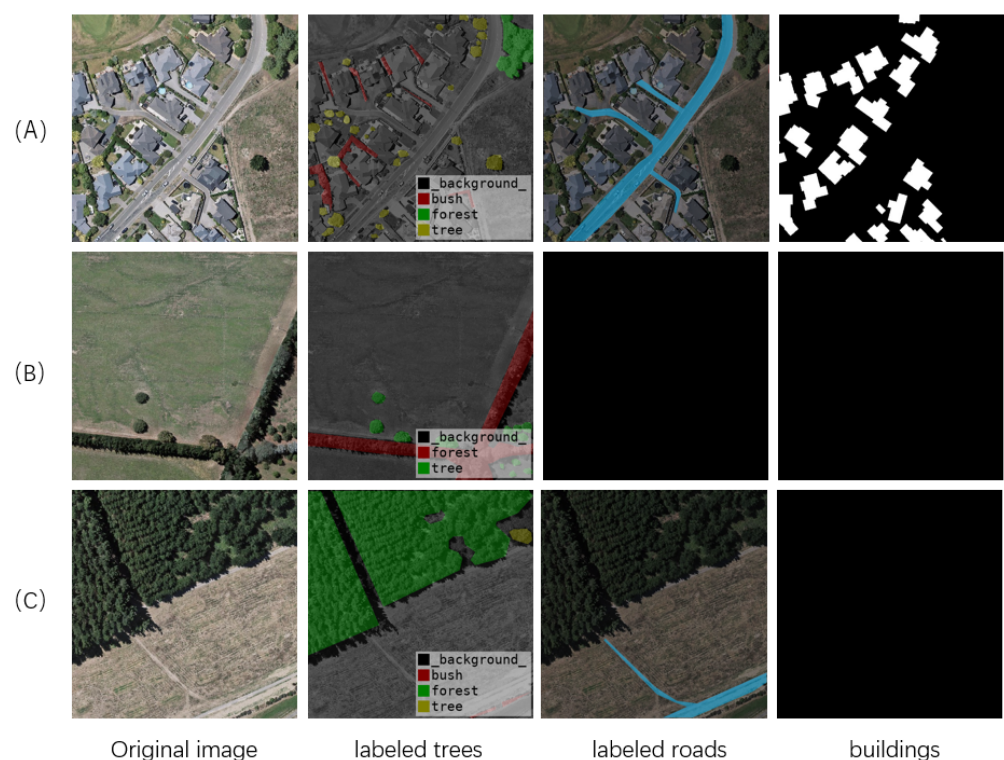 (A)
_background_
bush
forest
tree
(B)
_background_
forest
tree
(C)
_background_
bush
forest
tree
Original image
labeled trees
labeled roads
buildings